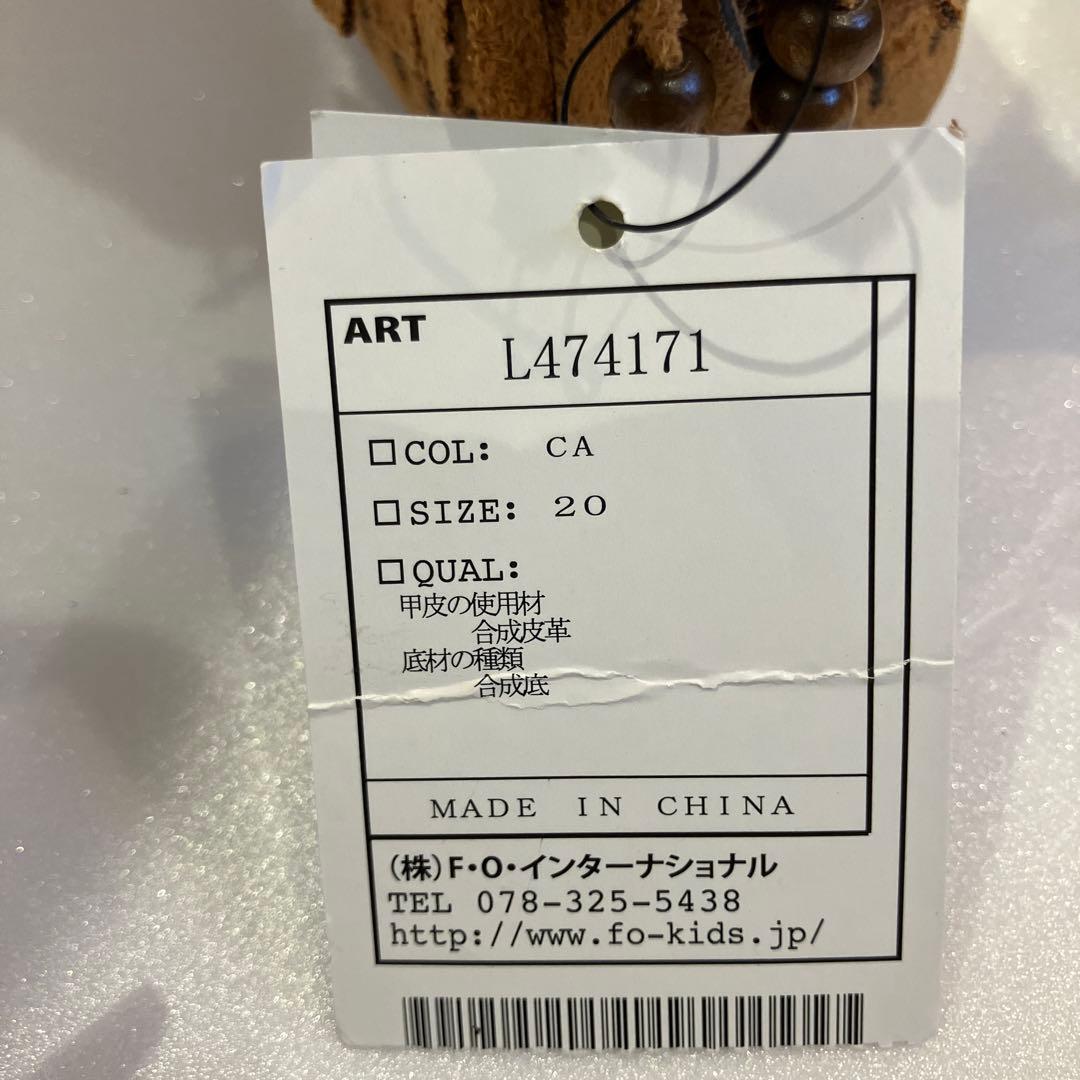 ART
L474171
□COL: CA
□SIZE: 20
□QUAL:
甲皮の使用材
合成皮革
底材の種類
合成底
MADE IN CHINA
(株)F・O・インターナショナル
TEL 078-325-5438
http://www.fo-kids.jp/